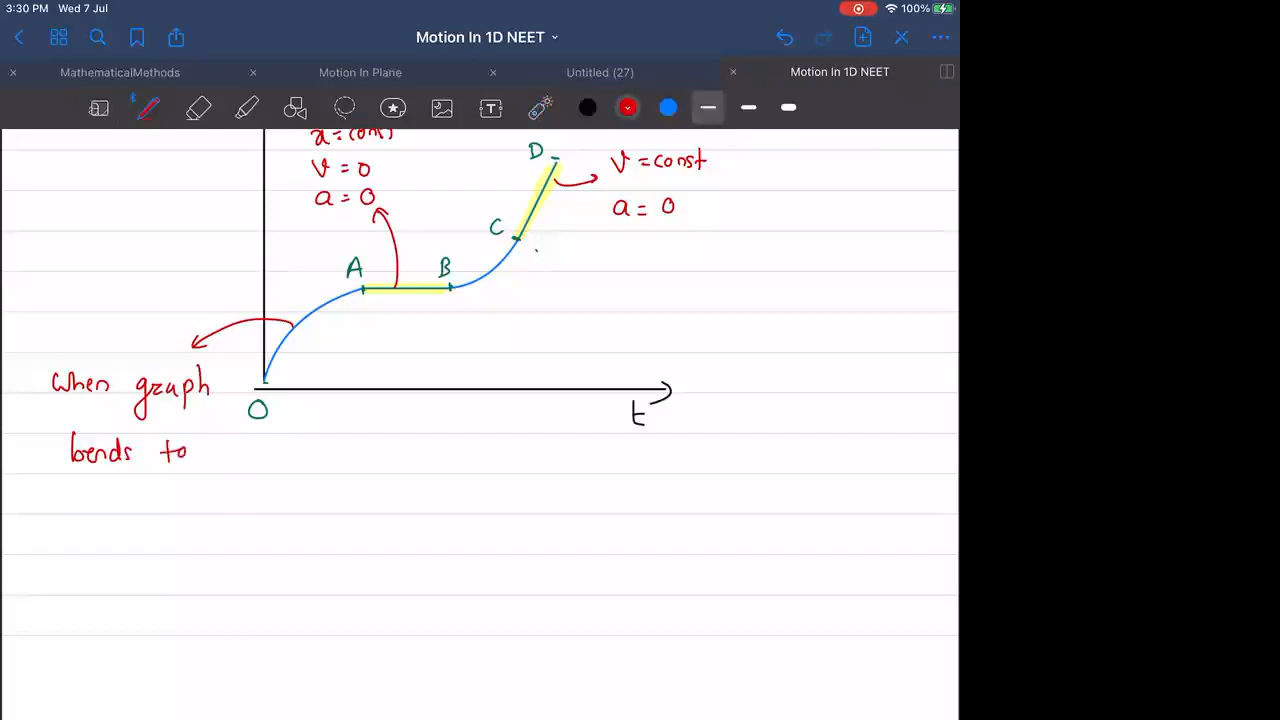 3:30 PM Wed 7 Jul
100%
Motion In 1D NEET
MathematicalMethods
Motion In Plane
Untitled (27)
Motion In 1D NEET
T
x = const
v = 0
a = 0
D
v = const
a = 0
C
A
B
when graph
bends to
O
t